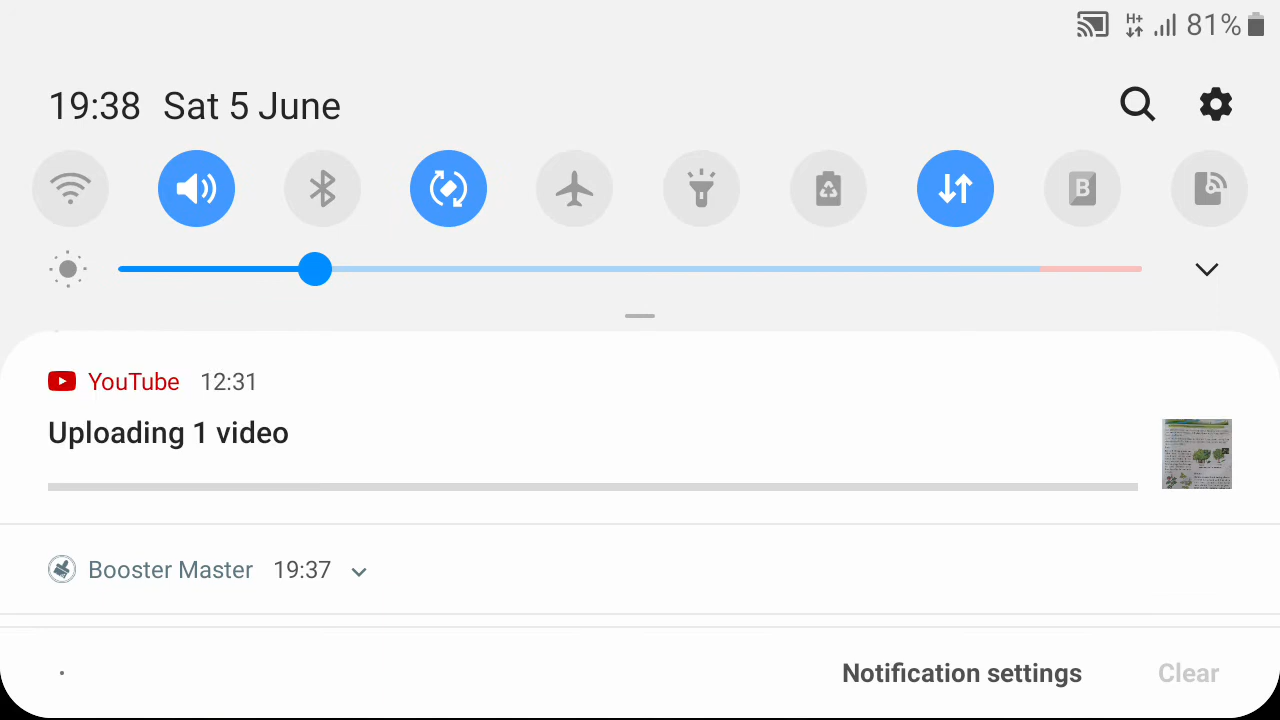 H+ 81%
19:38 Sat 5 June
B
YouTube 12:31
Uploading 1 video
Booster Master 19:37
Notification settings Clear